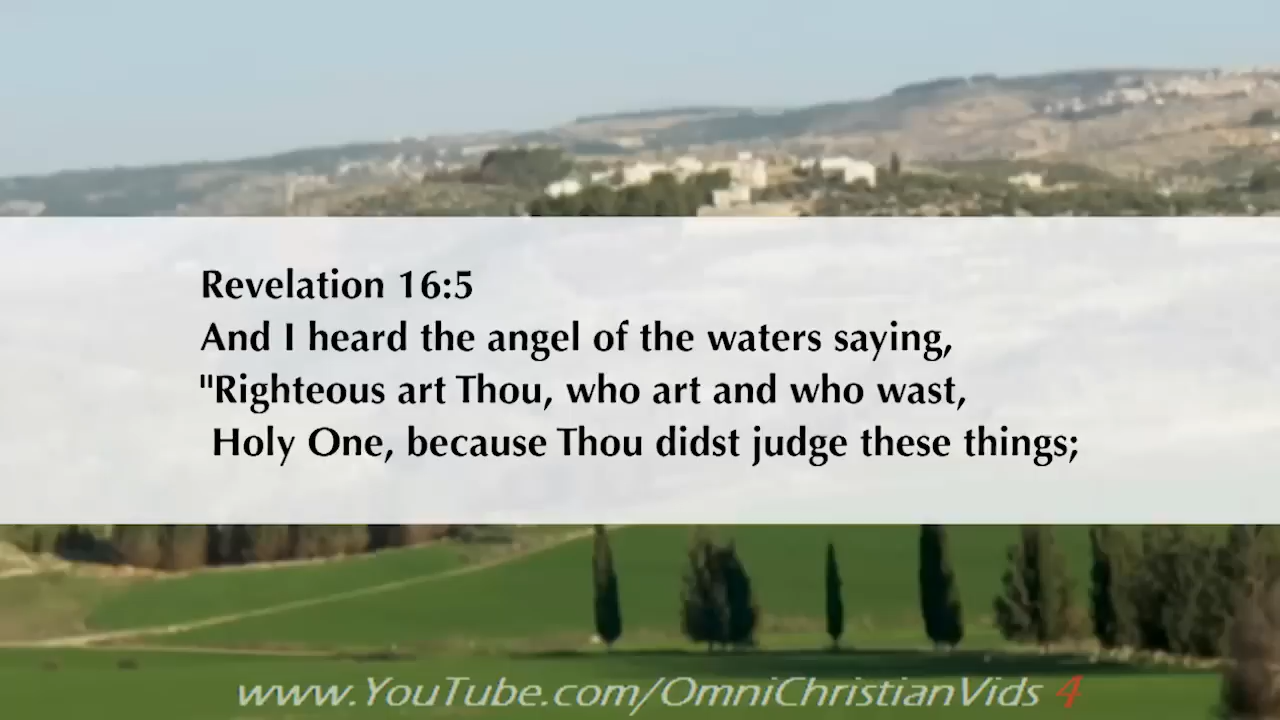 Revelation 16:5
And I heard the angel of the waters saying,
"Righteous art Thou, who art and who wast,
Holy One, because Thou didst judge these things;
www.YouTube.com/OmniChristianVids 4